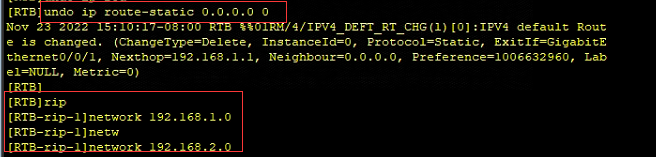 [RTB]undo ip route-static 0.0.0.0 0
Nov 23 2022 15:10:17-08:00 RTB %%01RM/4/IPV4_DEFT_RT_CHG(l)[0]:IPV4 default Rout
e is changed. (ChangeType=Delete, InstanceId=0, Protocol=Static, ExitIf=GigabitE
thernet0/0/1, Nexthop=192.168.1.1, Neighbour=0.0.0.0, Preference=1006632960, Lab
el=NULL, Metric=0)
[RTB]
[RTB]rip
[RTB-rip-1]network 192.168.1.0
[RTB-rip-1]netw
[RTB-rip-1]network 192.168.2.0